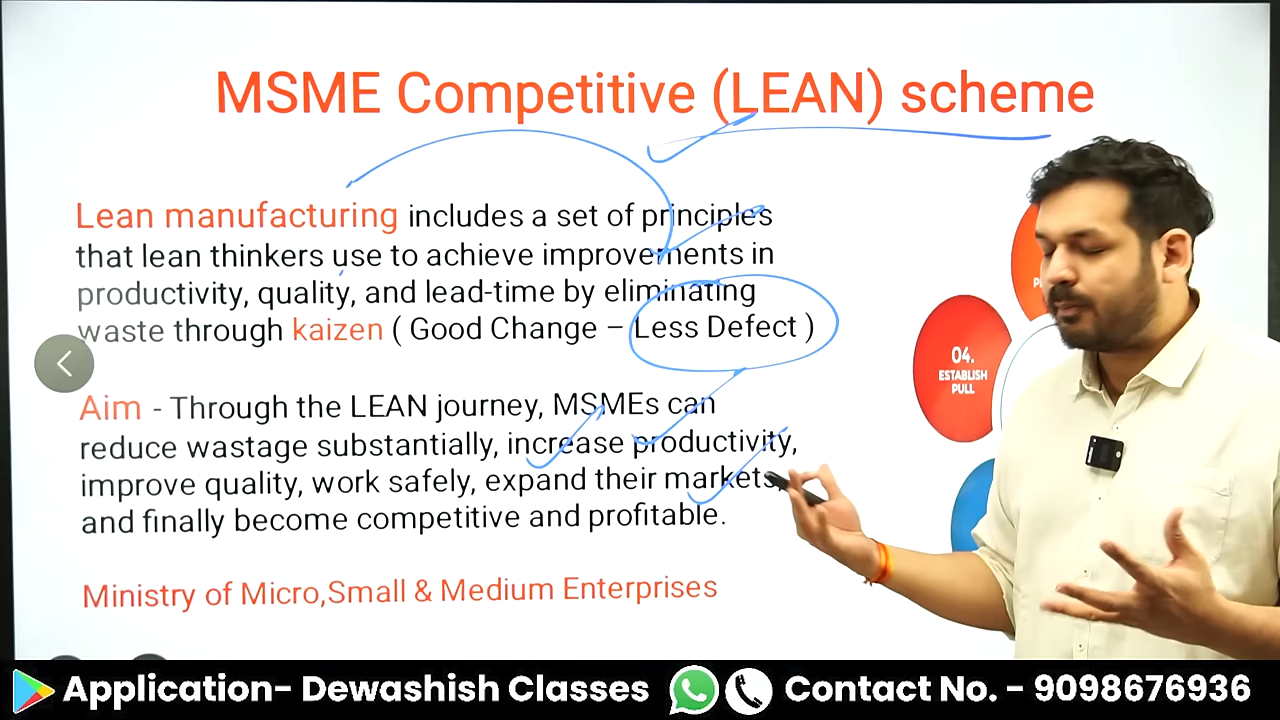 MSME Competitive (LEAN) scheme
Lean manufacturing includes a set of principles
that lean thinkers use to achieve improvements in
productivity, quality, and lead-time by eliminating
waste through kaizen ( Good Change – Less Defect )
Aim - Through the LEAN journey, MSMEs can
reduce wastage substantially, increase productivity,
improve quality, work safely, expand their markets,
and finally become competitive and profitable.
Ministry of Micro,Small & Medium Enterprises
04.
ESTABLISH
PULL
Application- Dewashish Classes
Contact No. - 9098676936